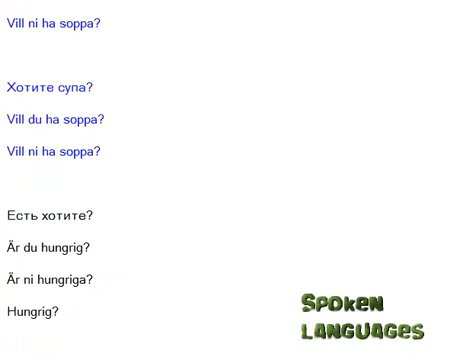 Vill ni ha soppa?
Хотите супа?
Vill du ha soppa?
Vill ni ha soppa?
Есть хотите?
Är du hungrig?
Är ni hungriga?
Hungrig?
Spoken
Languages